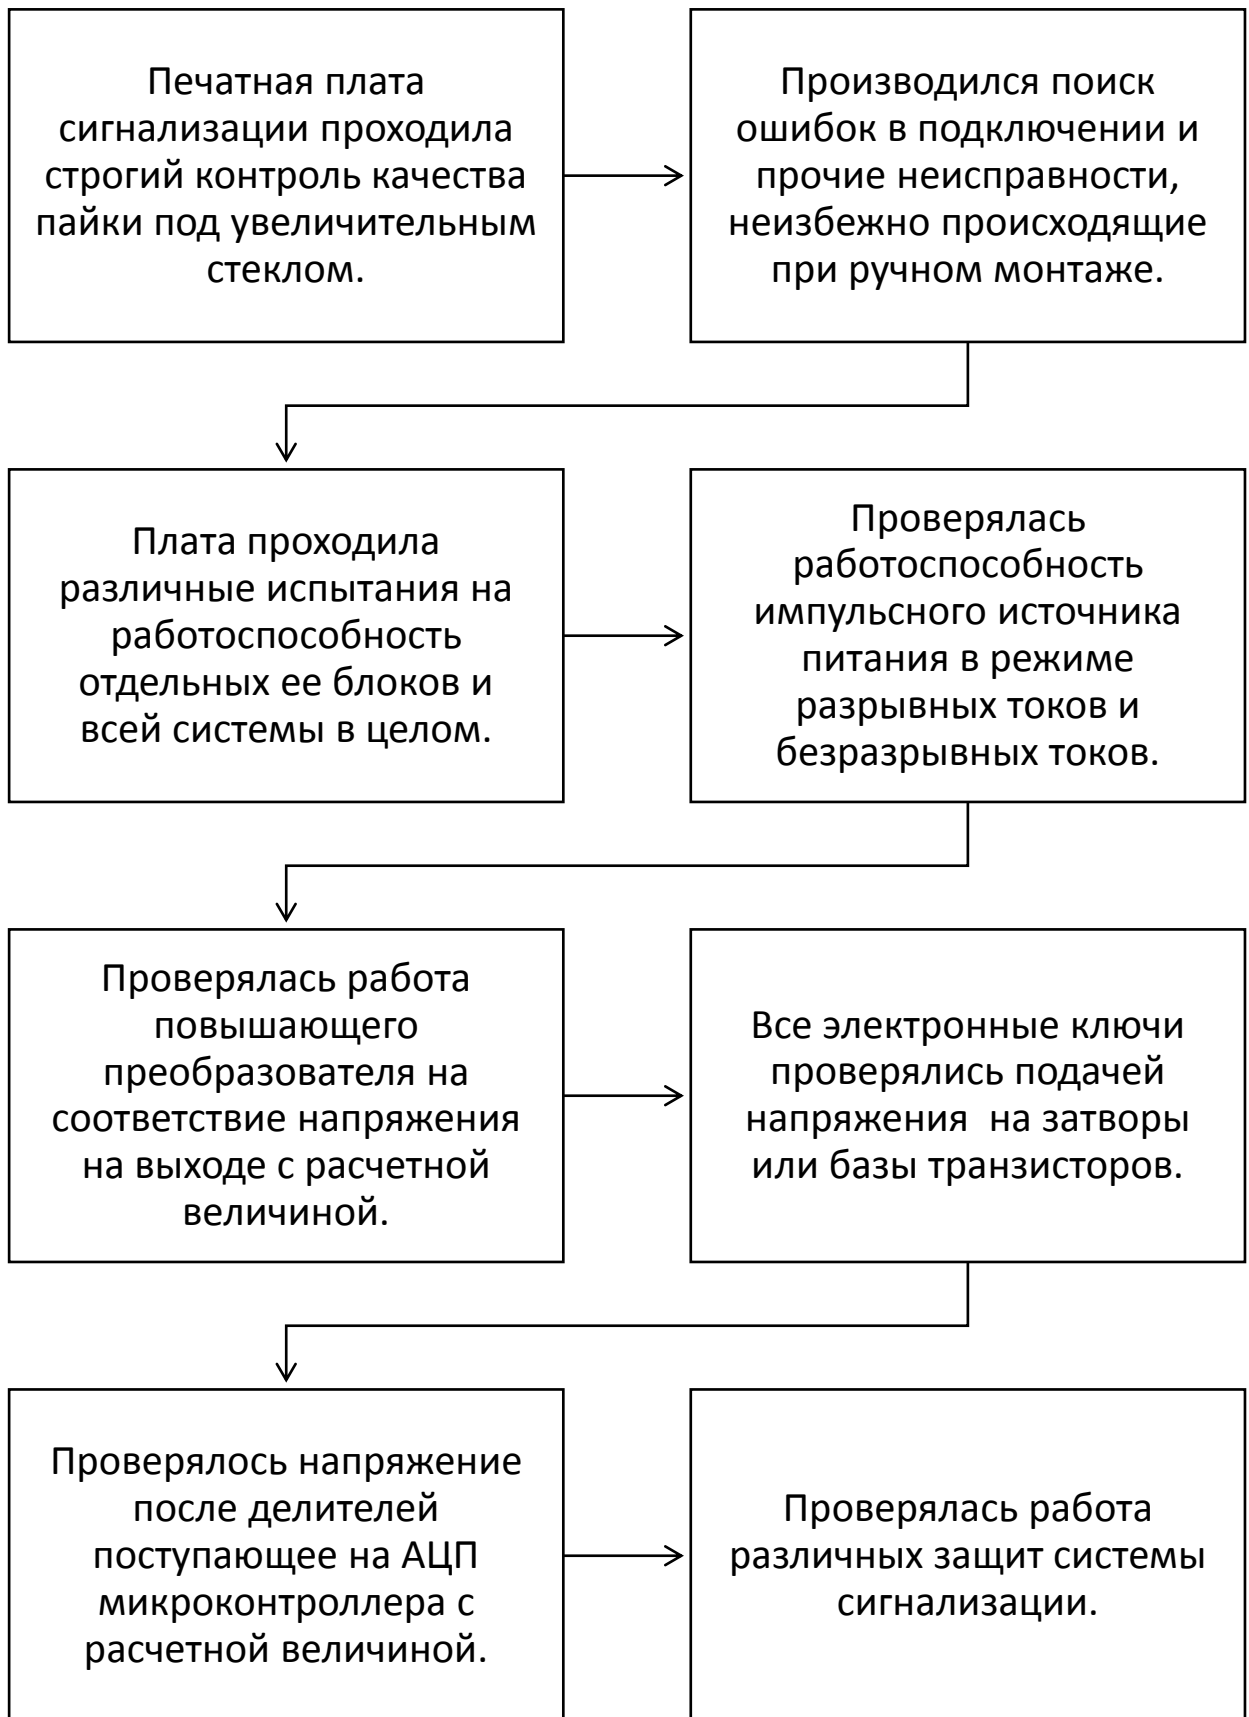 Печатная плата
сигнализации проходила
строгий контроль качества
пайки под увеличительным
стеклом.
Производился поиск
ошибок в подключении и
прочие неисправности,
неизбежно происходящие
при ручном монтаже.
Плата проходила
различные испытания на
работоспособность
отдельных ее блоков и
всей системы в целом.
Проверялась
работоспособность
импульсного источника
питания в режиме
разрывных токов и
безразрывных токов.
Проверялась работа
повышающего
преобразователя на
соответствие напряжения
на выходе с расчетной
величиной.
Все электронные ключи
проверялись подачей
напряжения  на затворы
или базы транзисторов.
Проверялось напряжение
после делителей
поступающее на АЦП
микроконтроллера с
расчетной величиной.
Проверялась работа
различных защит системы
сигнализации.